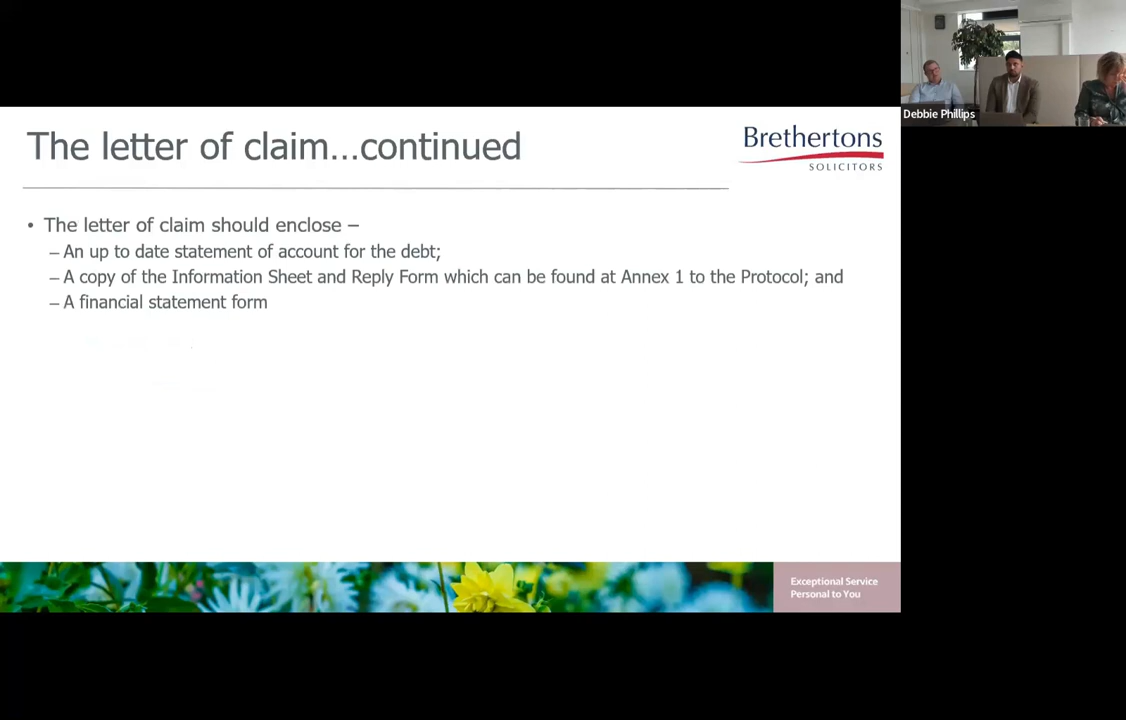 Debbie Phillips
The letter of claim...continued
Brethertons
SOLICITORS
• The letter of claim should enclose –
– An up to date statement of account for the debt;
– A copy of the Information Sheet and Reply Form which can be found at Annex 1 to the Protocol; and
– A financial statement form
Exceptional Service
Personal to You